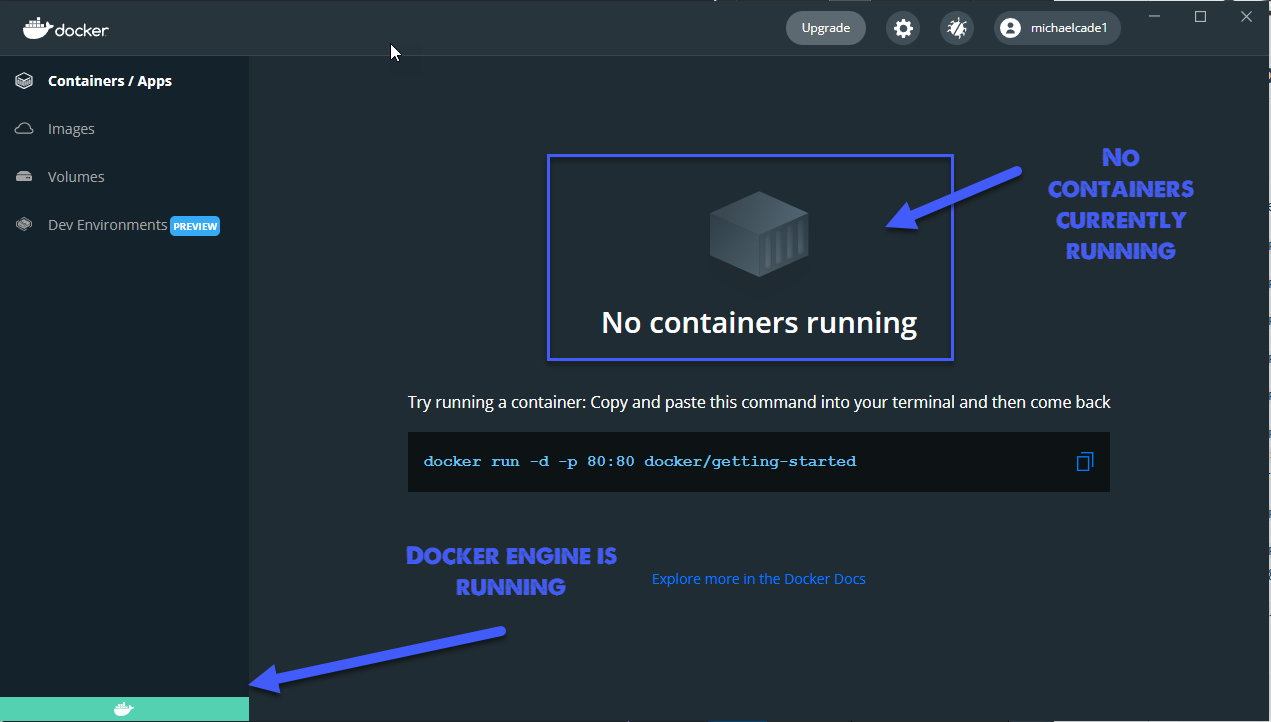 docker
Upgrade
michaelcade1
Containers / Apps
Images
Volumes
Dev Environments PREVIEW
No
containers
currently
running
No containers running
Try running a container: Copy and paste this command into your terminal and then come back
docker run -d -p 80:80 docker/getting-started
Docker engine is
running
Explore more in the Docker Docs